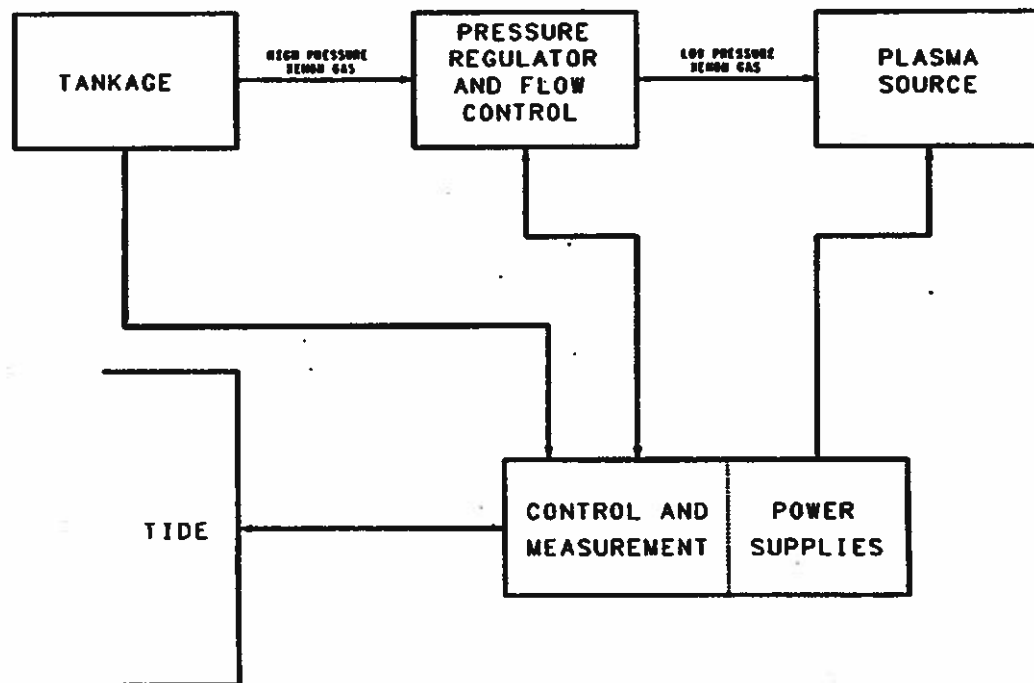 TANKAGE
HIGH PRESSURE
XENON GAS
PRESSURE
REGULATOR
AND FLOW
CONTROL
LOW PRESSURE
XENON GAS
PLASMA
SOURCE
TIDE
CONTROL AND
MEASUREMENT
POWER
SUPPLIES